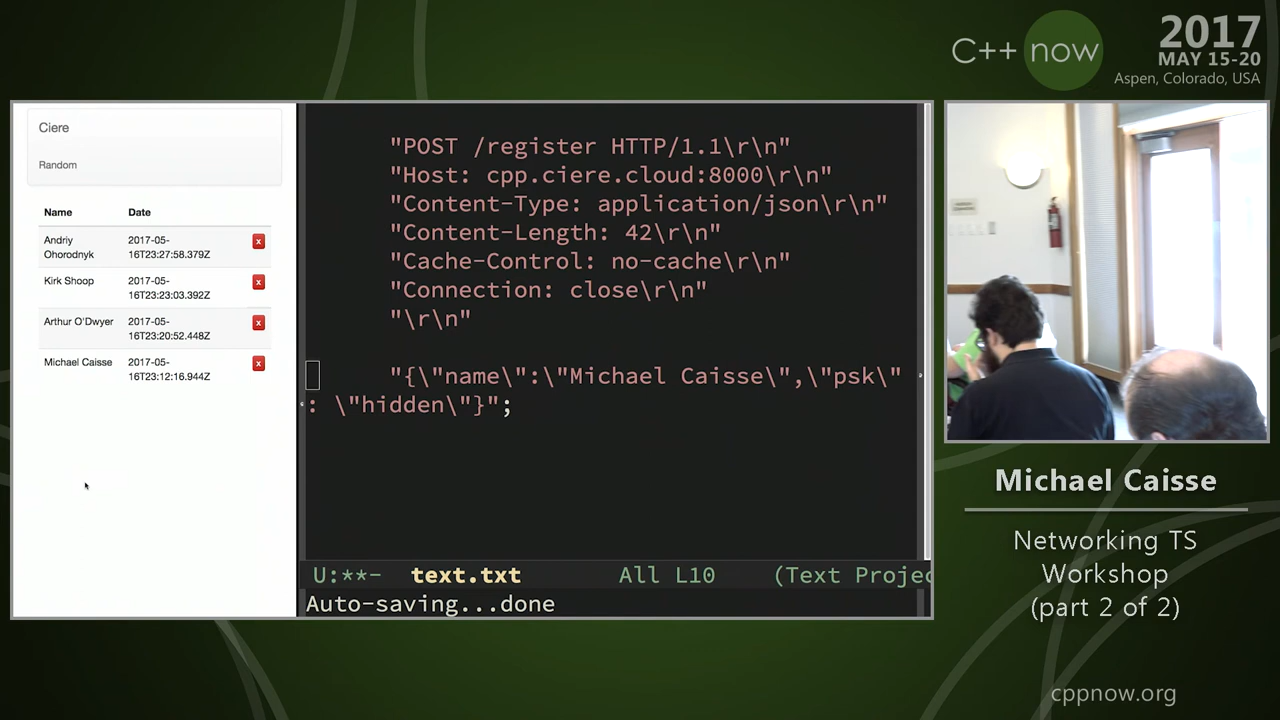 C++ now
2017
MAY 15-20
Aspen, Colorado, USA
Ciere
Random
Name Date
Andriy Ohorodnyk 2017-05-16T23:27:58.379Z x
Kirk Shoop 2017-05-16T23:23:03.392Z x
Arthur O'Dwyer 2017-05-16T23:20:52.448Z x
Michael Caisse 2017-05-16T23:12:16.944Z x
"POST /register HTTP/1.1\r\n"
"Host: cpp.ciere.cloud:8000\r\n"
"Content-Type: application/json\r\n"
"Content-Length: 42\r\n"
"Cache-Control: no-cache\r\n"
"Connection: close\r\n"
"\r\n"
"{\"name\":\"Michael Caisse\",\"psk\"
: \"hidden\"}";
U:**- text.txt All L10 (Text Projec
Auto-saving...done
Michael Caisse
Networking TS
Workshop
(part 2 of 2)
cppnow.org